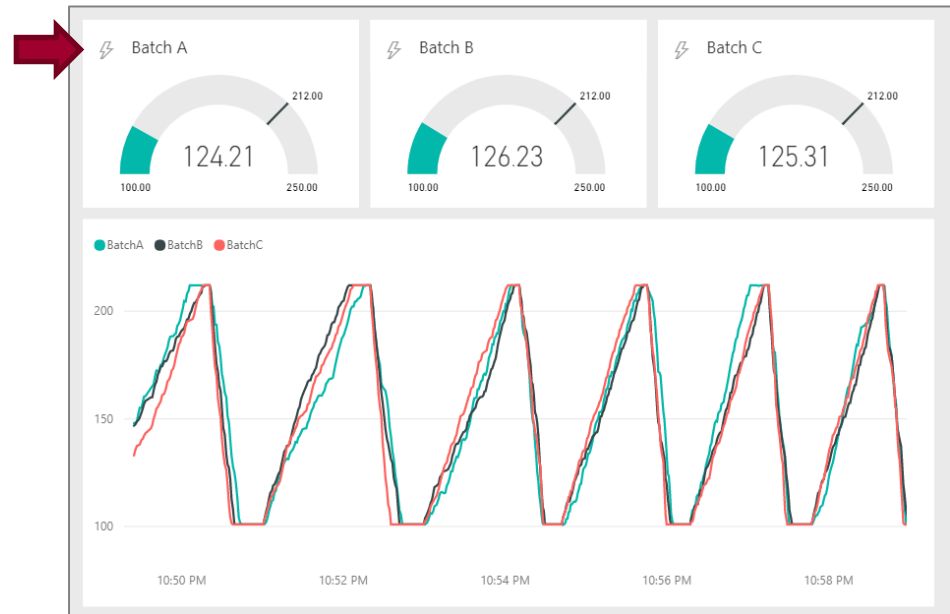 Batch A
212.00
124.21
100.00 250.00
Batch B
212.00
126.23
100.00 250.00
Batch C
212.00
125.31
100.00 250.00
BatchA BatchB BatchC
200
150
100
10:50 PM 10:52 PM 10:54 PM 10:56 PM 10:58 PM